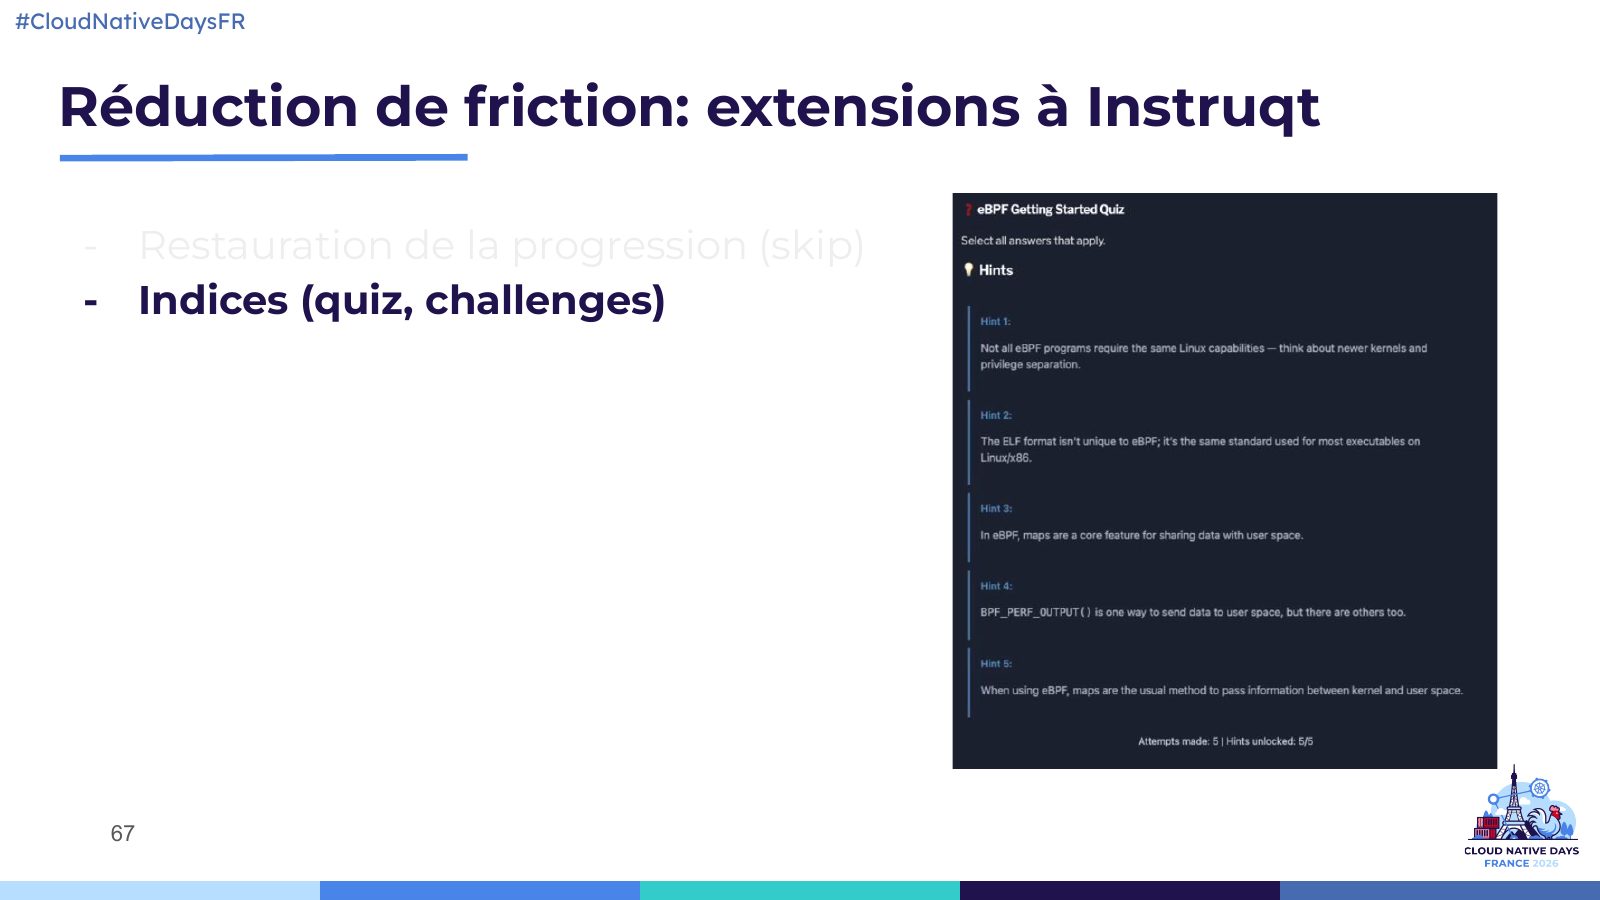 #CloudNativeDaysFR
Réduction de friction: extensions à Instruqt
- Restauration de la progression (skip)
- Indices (quiz, challenges)
❓ eBPF Getting Started Quiz
Select all answers that apply.
💡 Hints
Hint 1:
Not all eBPF programs require the same Linux capabilities — think about newer kernels and
privilege separation.
Hint 2:
The ELF format isn't unique to eBPF; it's the same standard used for most executables on
Linux/x86.
Hint 3:
In eBPF, maps are a core feature for sharing data with user space.
Hint 4:
BPF_PERF_OUTPUT() is one way to send data to user space, but there are others too.
Hint 5:
When using eBPF, maps are the usual method to pass information between kernel and user space.
Attempts made: 5 | Hints unlocked: 5/5
67
CLOUD NATIVE DAYS
FRANCE 2026